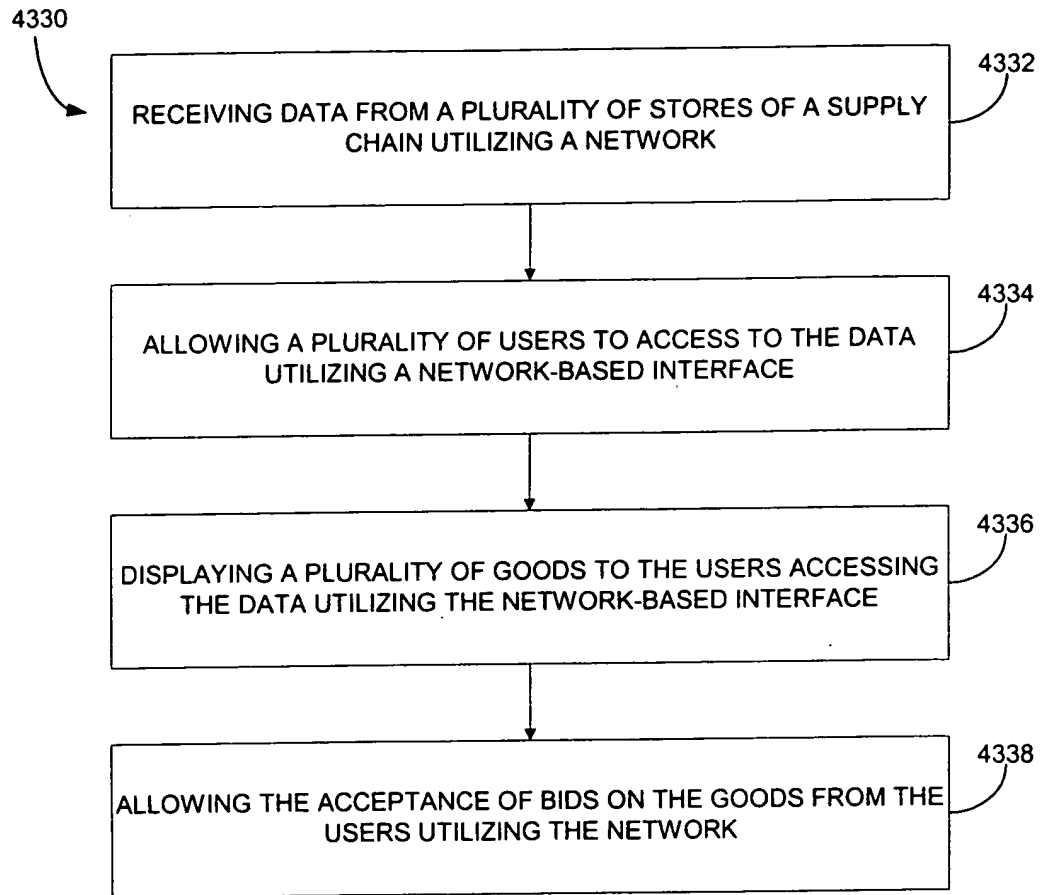 4330
4332
RECEIVING DATA FROM A PLURALITY OF STORES OF A SUPPLY
CHAIN UTILIZING A NETWORK
4334
ALLOWING A PLURALITY OF USERS TO ACCESS TO THE DATA
UTILIZING A NETWORK-BASED INTERFACE
4336
DISPLAYING A PLURALITY OF GOODS TO THE USERS ACCESSING
THE DATA UTILIZING THE NETWORK-BASED INTERFACE
4338
ALLOWING THE ACCEPTANCE OF BIDS ON THE GOODS FROM THE
USERS UTILIZING THE NETWORK